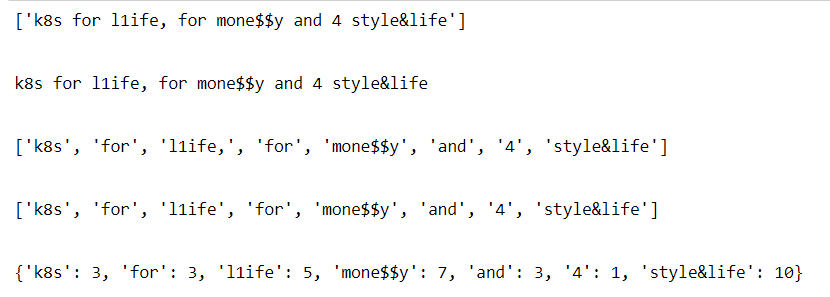 ['k8s for l1ife, for mone$$y and 4 style&life']
k8s for l1ife, for mone$$y and 4 style&life
['k8s', 'for', 'l1ife,', 'for', 'mone$$y', 'and', '4', 'style&life']
['k8s', 'for', 'l1ife', 'for', 'mone$$y', 'and', '4', 'style&life']
{'k8s': 3, 'for': 3, 'l1ife': 5, 'mone$$y': 7, 'and': 3, '4': 1, 'style&life': 10}